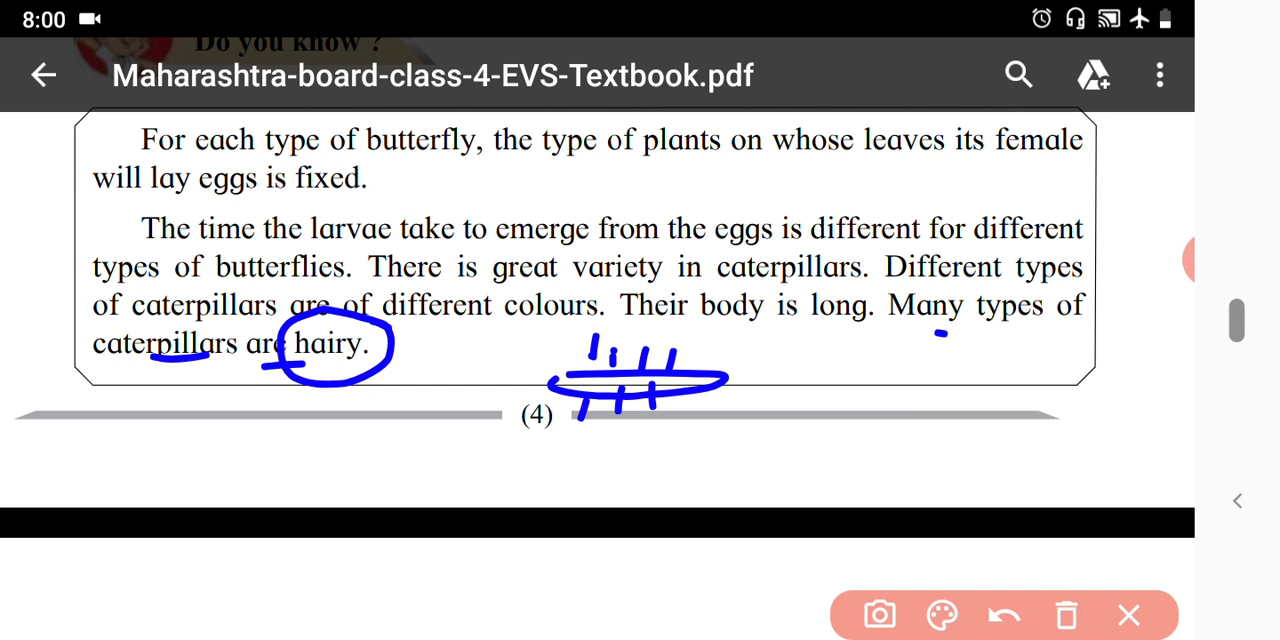 8:00
Do you know ?
Maharashtra-board-class-4-EVS-Textbook.pdf
For each type of butterfly, the type of plants on whose leaves its female
will lay eggs is fixed.
The time the larvae take to emerge from the eggs is different for different
types of butterflies. There is great variety in caterpillars. Different types
of caterpillars are of different colours. Their body is long. Many types of
caterpillars are hairy.
(4)